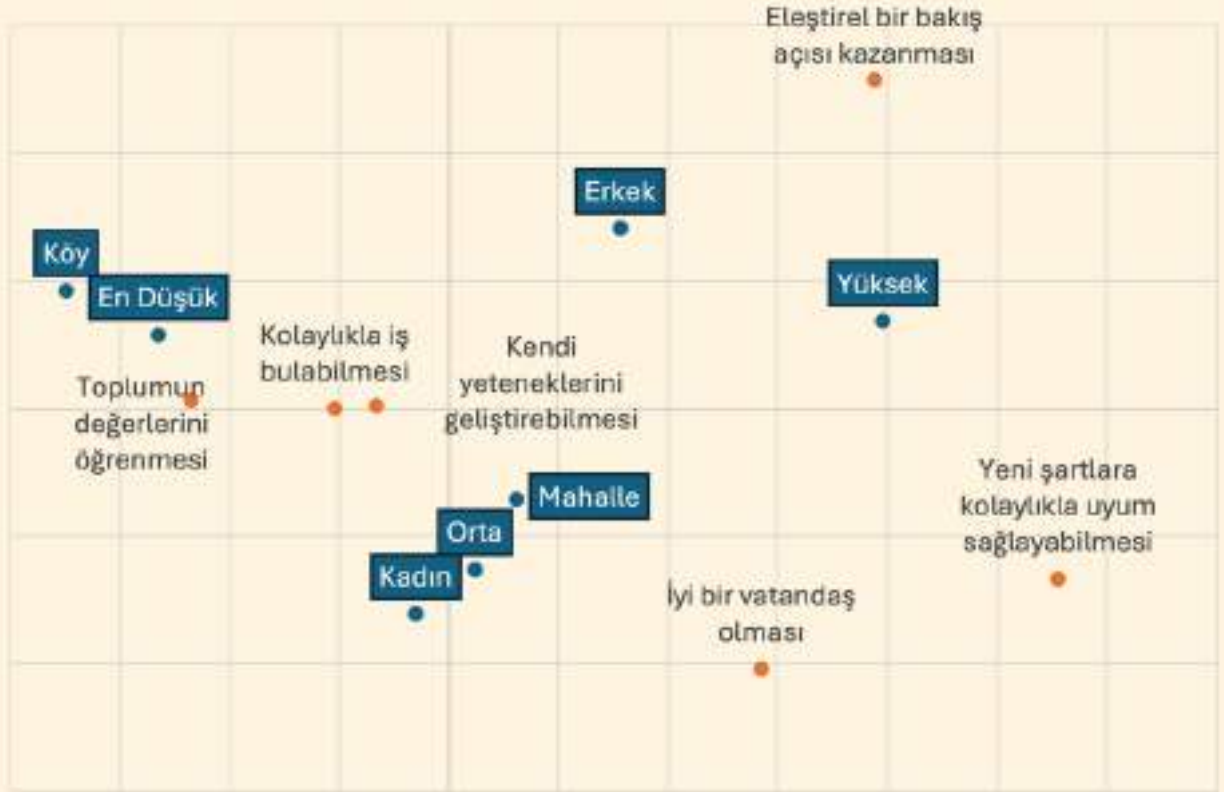 Eleştirel bir bakış
açısı kazanması
Erkek
Köy
En Düşük
Yüksek
Kolaylıkla iş
bulabilmesi
Kendi
yeteneklerini
geliştirebilmesi
Toplumun
değerlerini
öğrenmesi
Mahalle
Orta
Kadın
Yeni şartlara
kolaylıkla uyum
sağlayabilmesi
İyi bir vatandaş
olması